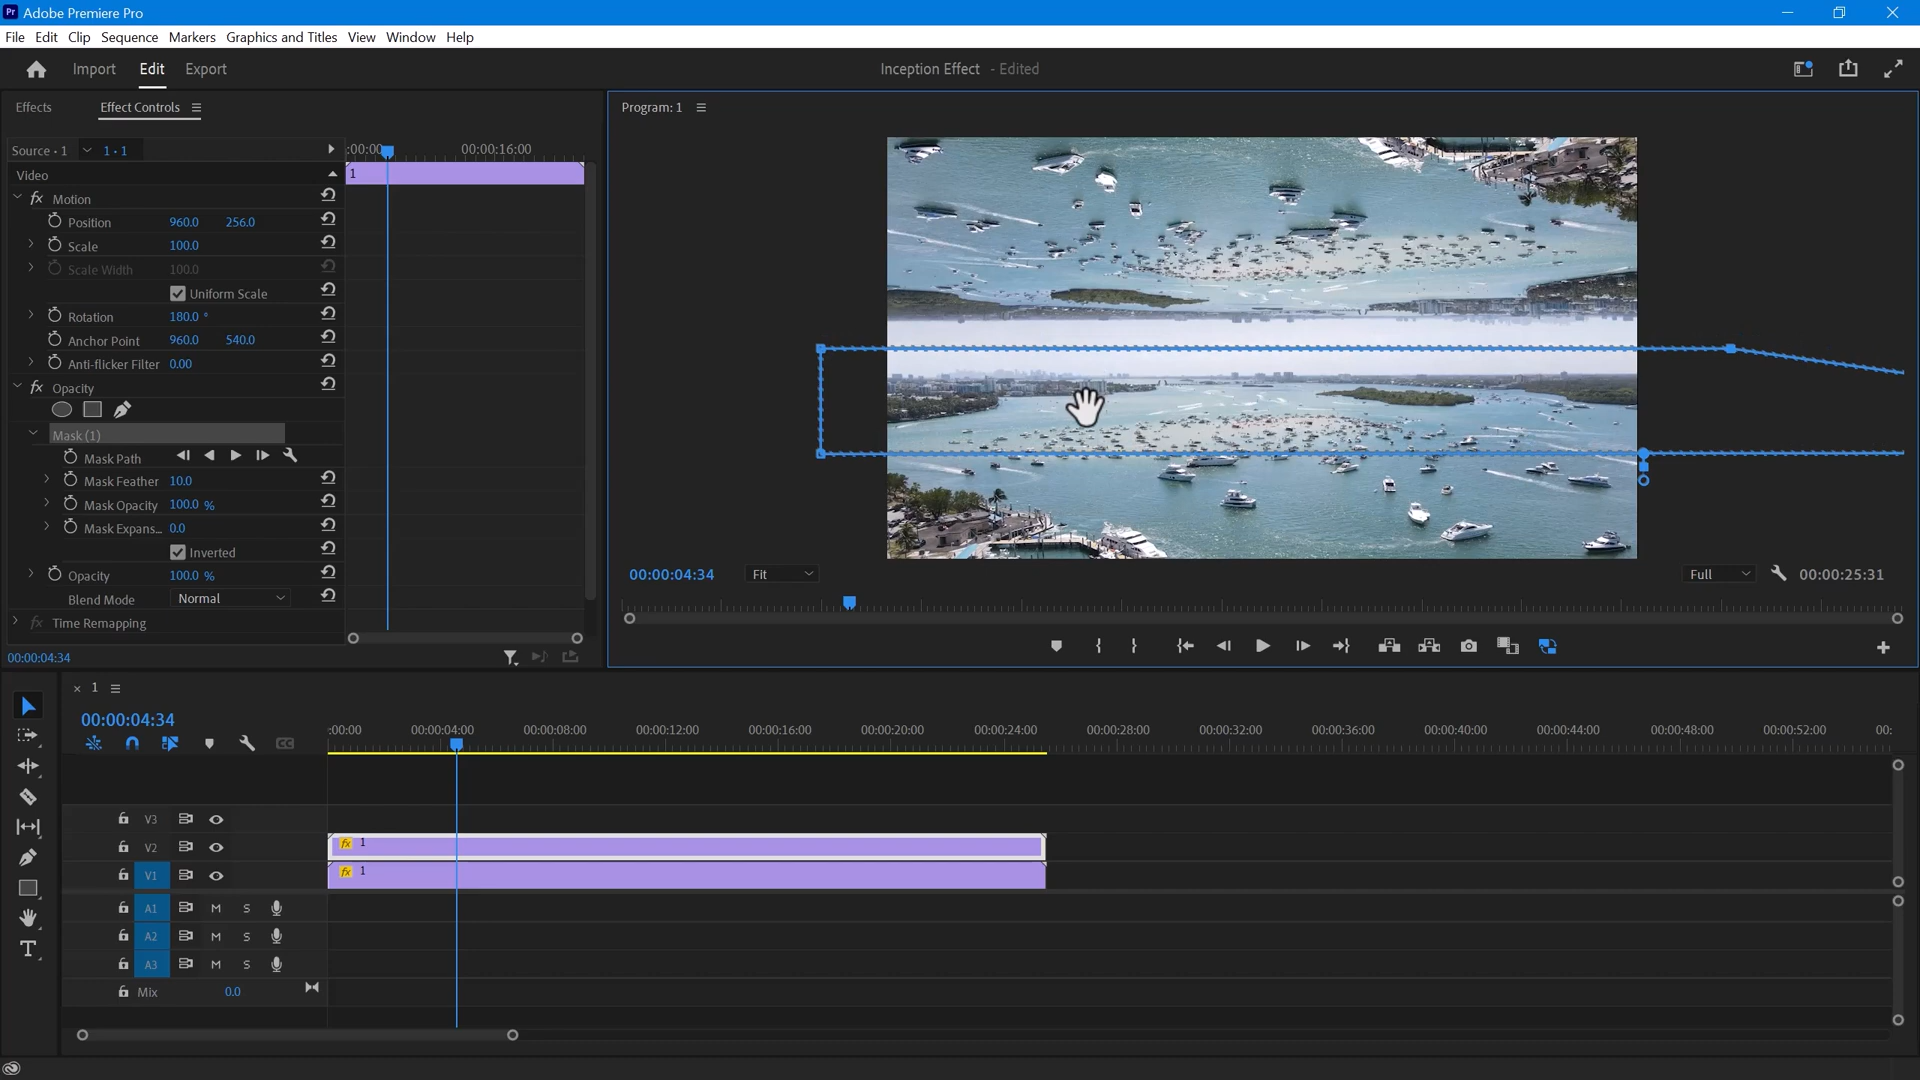 Pr Adobe Premiere Pro
File Edit Clip Sequence Markers Graphics and Titles View Window Help
Import Edit Export
Inception Effect - Edited
Effects Effect Controls
Program: 1
Source • 1 1 • 1
:00:00 00:00:16:00
Video
1
fx Motion
Position 960.0 256.0
Scale 100.0
Scale Width 100.0
Uniform Scale
Rotation 180.0 °
Anchor Point 960.0 540.0
Anti-flicker Filter 0.00
fx Opacity
Mask (1)
Mask Path
Mask Feather 10.0
Mask Opacity 100.0 %
Mask Expans... 0.0
Inverted
Opacity 100.0 %
Blend Mode Normal
fx Time Remapping
00:00:04:34
00:00:04:34 Fit Full 00:00:25:31
× 1
00:00:04:34
:00:00 00:00:04:00 00:00:08:00 00:00:12:00 00:00:16:00 00:00:20:00 00:00:24:00 00:00:28:00 00:00:32:00 00:00:36:00 00:00:40:00 00:00:44:00 00:00:48:00 00:00:52:00 00:
CC
V3
V2 fx 1
V1 fx 1
A1 M S
A2 M S
A3 M S
Mix 0.0
T